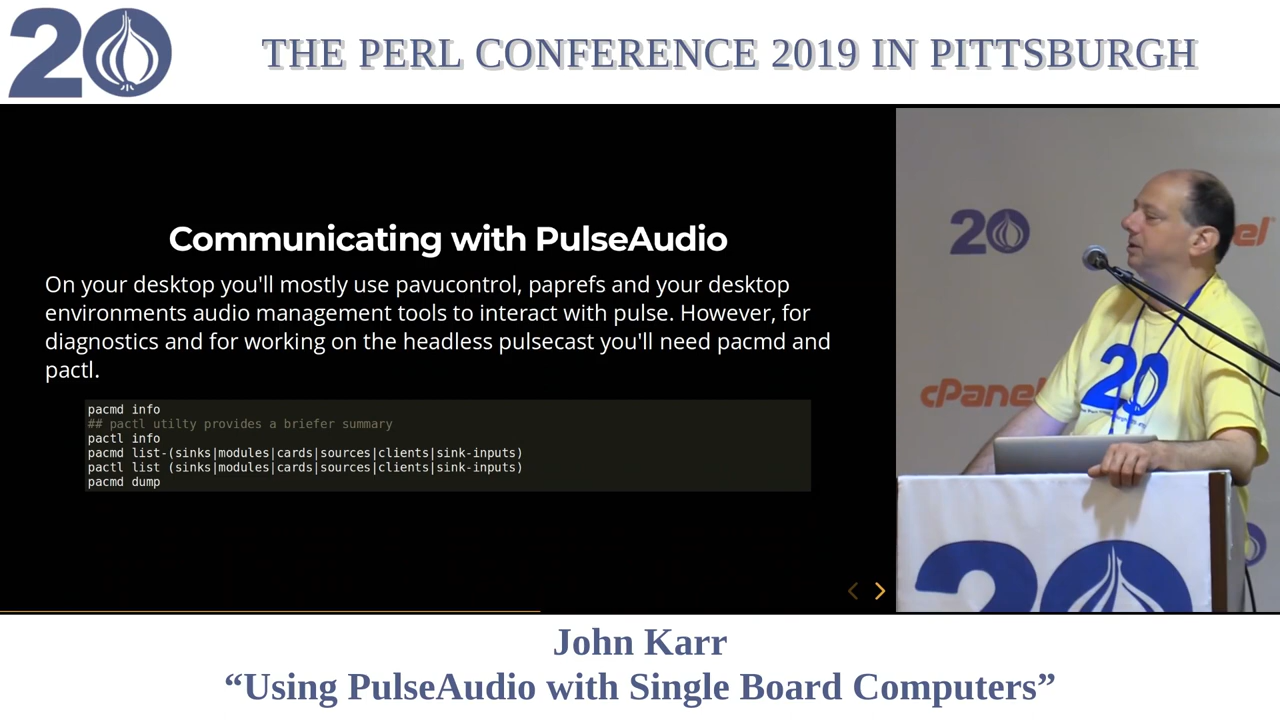 20
THE PERL CONFERENCE 2019 IN PITTSBURGH
Communicating with PulseAudio
On your desktop you'll mostly use pavucontrol, paprefs and your desktop
environments audio management tools to interact with pulse. However, for
diagnostics and for working on the headless pulsecast you'll need pacmd and
pactl.
pacmd info
## pactl utilty provides a briefer summary
pactl info
pacmd list-(sinks|modules|cards|sources|clients|sink-inputs)
pactl list (sinks|modules|cards|sources|clients|sink-inputs)
pacmd dump
20
cPanel
20
20
John Karr
“Using PulseAudio with Single Board Computers”